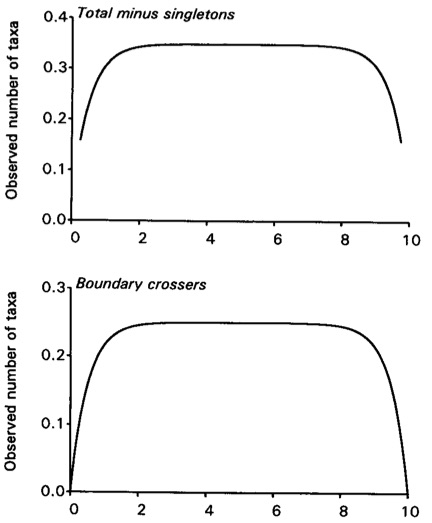 Total minus singletons
Observed number of taxa
0.4
0.3
0.2
0.1
0.0
0 2 4 6 8 10
Boundary crossers
Observed number of taxa
0.3
0.2
0.1
0.0
0 2 4 6 8 10